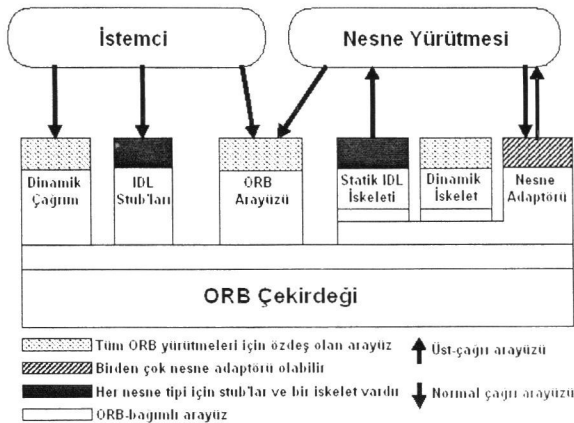 İstemci
Nesne Yürütmesi
Dinamik
Çağrım
IDL
Stub'ları
ORB
Arayüzü
Statik IDL
İskeleti
Dinamik
İskelet
Nesne
Adaptörü
ORB Çekirdeği
Tüm ORB yürütmeleri için özdeş olan arayüz
Birden çok nesne adaptörü olabilir
Her nesne tipi için stub'lar ve bir iskelet vardır
ORB-bağımlı arayüz
Üst-çağrı arayüzü
Normal çağrı arayüzü